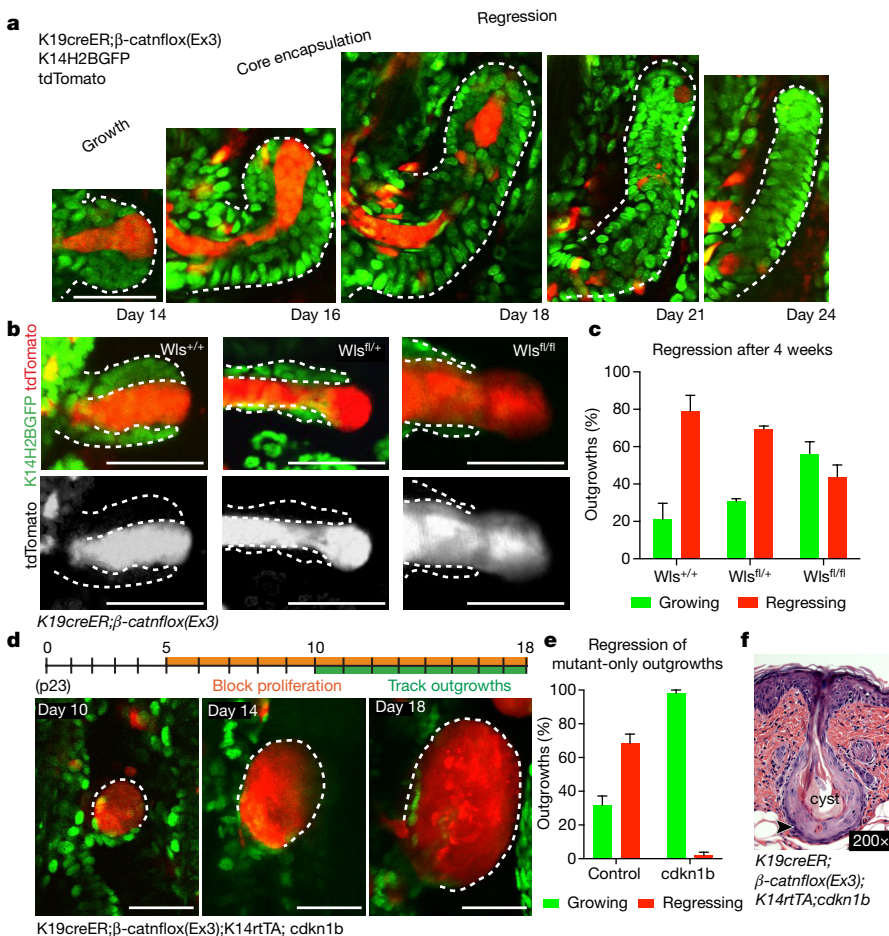 a
K19creER;β-catnflox(Ex3)
K14H2BGFP
tdTomato
Growth
Core encapsulation
Regression
Day 14
Day 16
Day 18
Day 21
Day 24
b
K14H2BGFP tdTomato
Wls+/+
Wlsfl/+
Wlsfl/fl
tdTomato
K19creER;β-catnflox(Ex3)
c
Regression after 4 weeks
Outgrowths (%)
100
80
60
40
20
0
Wls+/+
Wlsfl/+
Wlsfl/fl
Growing
Regressing
d
0
5
10
18
(p23)
Block proliferation
Track outgrowths
Day 10
Day 14
Day 18
K19creER;β-catnflox(Ex3);K14rtTA; cdkn1b
e
Regression of
mutant-only outgrowths
Outgrowths (%)
100
80
60
40
20
0
Control
cdkn1b
Growing
Regressing
f
cyst
200×
K19creER;
β-catnflox(Ex3);
K14rtTA;cdkn1b